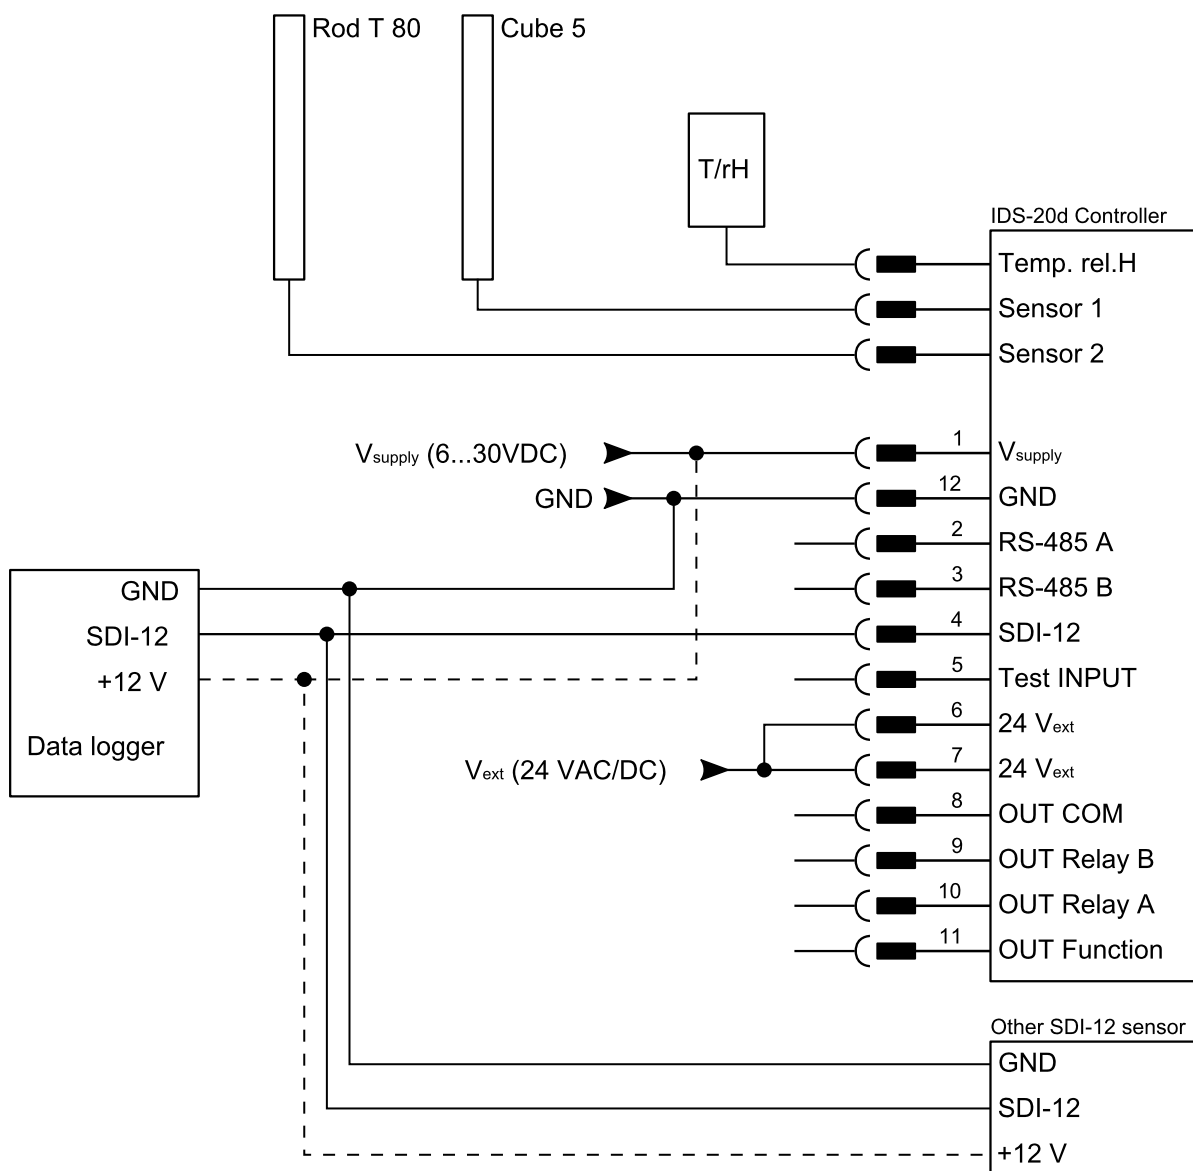 Rod T 80
Cube 5
T/rH
IDS-20d Controller
Temp. rel.H
Sensor 1
Sensor 2
Vsupply (6...30VDC)
1
Vsupply
GND
12
GND
2
RS-485 A
3
RS-485 B
GND
SDI-12
+12 V
Data logger
4
SDI-12
5
Test INPUT
6
24 Vext
Vext (24 VAC/DC)
7
24 Vext
8
OUT COM
9
OUT Relay B
10
OUT Relay A
11
OUT Function
Other SDI-12 sensor
GND
SDI-12
+12 V